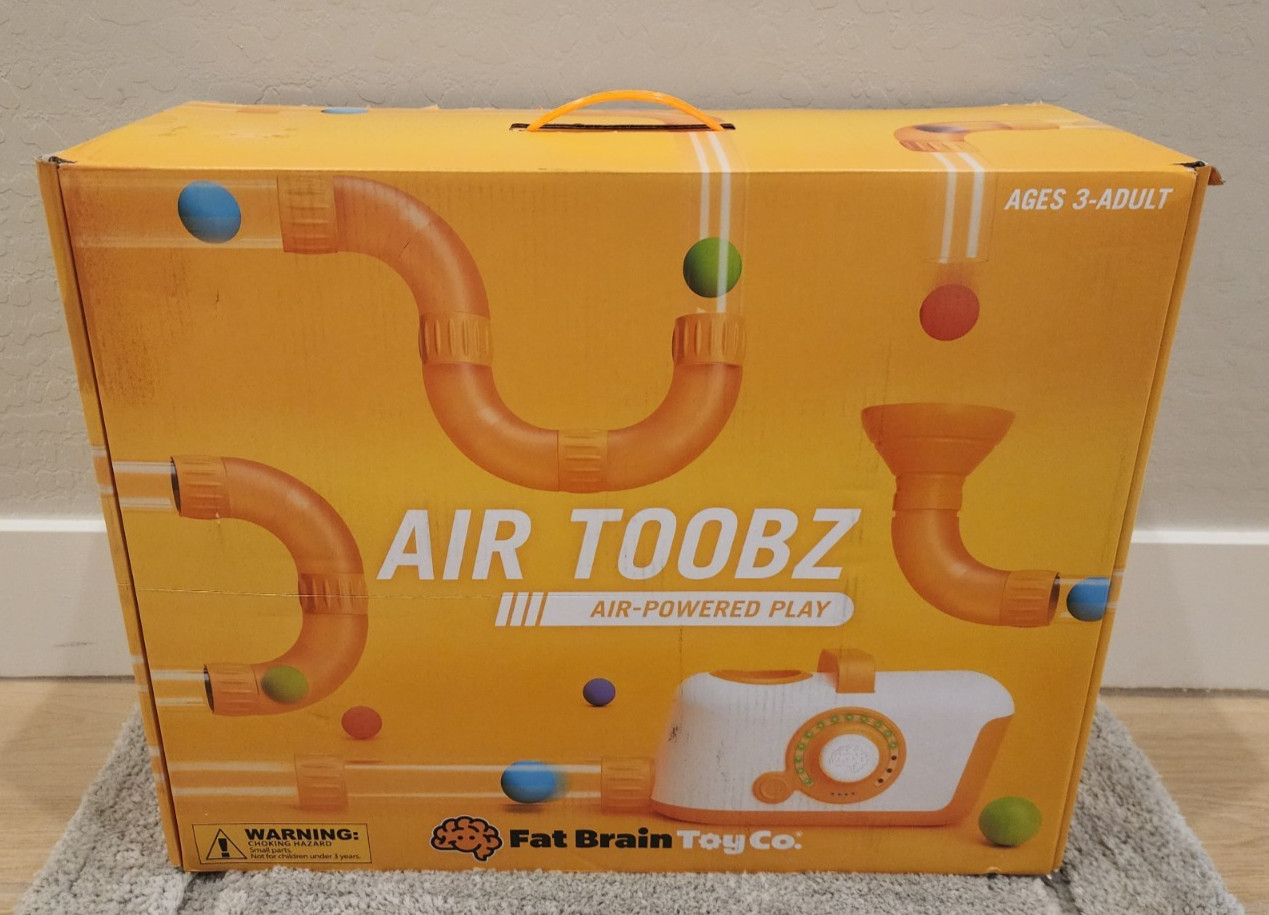 AGES 3-ADULT
AIR TOOBZ
AIR-POWERED PLAY
WARNING:
CHOKING HAZARD
Small parts.
Not for children under 3 years.
Fat Brain Toy Co.